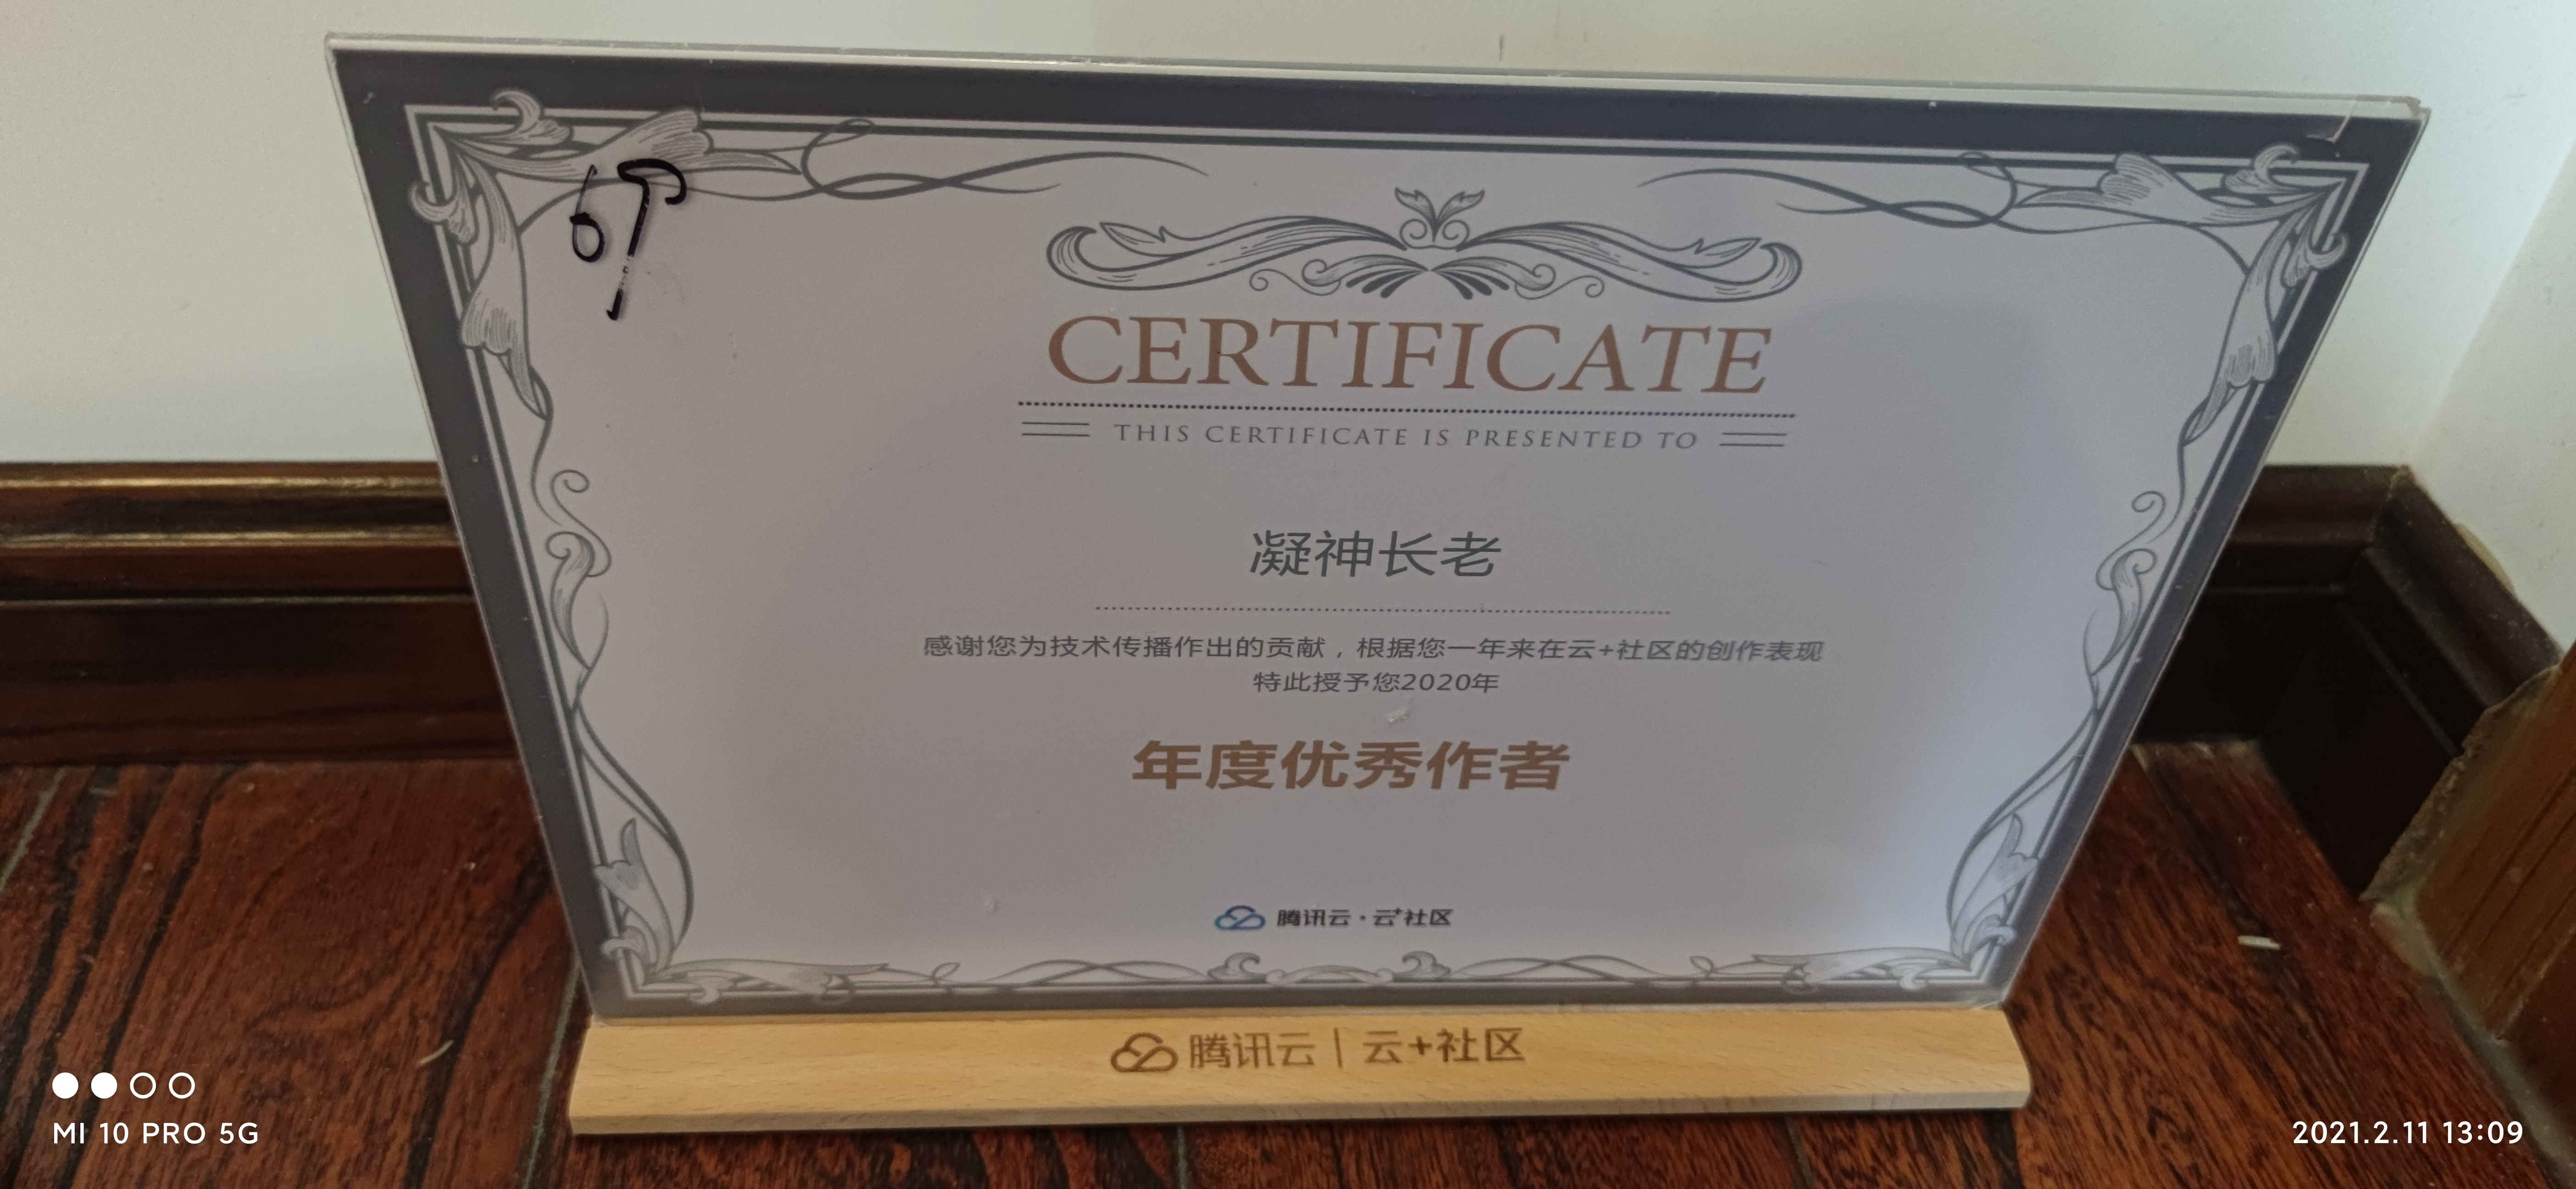 CERTIFICATE
THIS CERTIFICATE IS PRESENTED TO
凝神长老
感谢您为技术传播作出的贡献，根据您一年来在云+社区的创作表现
特此授予您2020年
年度优秀作者
腾讯云·云+社区
腾讯云|云+社区
MI 10 PRO 5G
2021.2.11 13:09